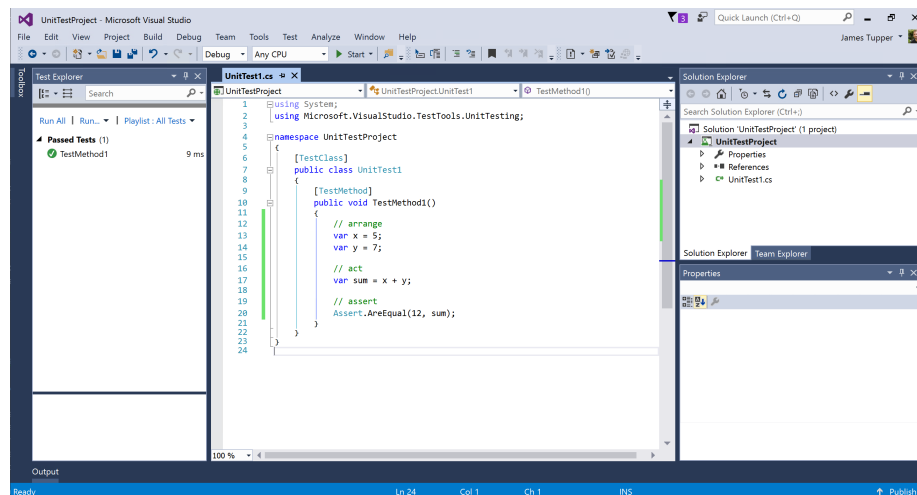 UnitTestProject - Microsoft Visual Studio
3
Quick Launch (Ctrl+Q)
File Edit View Project Build Debug Team Tools Test Analyze Window Help
James Tupper
Debug Any CPU Start
Toolbox
Test Explorer
Search
Run All | Run... | Playlist : All Tests
Passed Tests (1)
TestMethod1 9 ms
UnitTest1.cs
UnitTestProject UnitTestProject.UnitTest1 TestMethod1()
1 using System;
2 using Microsoft.VisualStudio.TestTools.UnitTesting;
3
4 namespace UnitTestProject
5 {
6 [TestClass]
7 public class UnitTest1
8 {
9 [TestMethod]
10 public void TestMethod1()
11 {
12 // arrange
13 var x = 5;
14 var y = 7;
15
16 // act
17 var sum = x + y;
18
19 // assert
20 Assert.AreEqual(12, sum);
21 }
22 }
23 }
24
100 %
Solution Explorer
Search Solution Explorer (Ctrl+;)
Solution 'UnitTestProject' (1 project)
UnitTestProject
Properties
References
C# UnitTest1.cs
Solution Explorer Team Explorer
Properties
Output
Ready Ln 24 Col 1 Ch 1 INS Publish